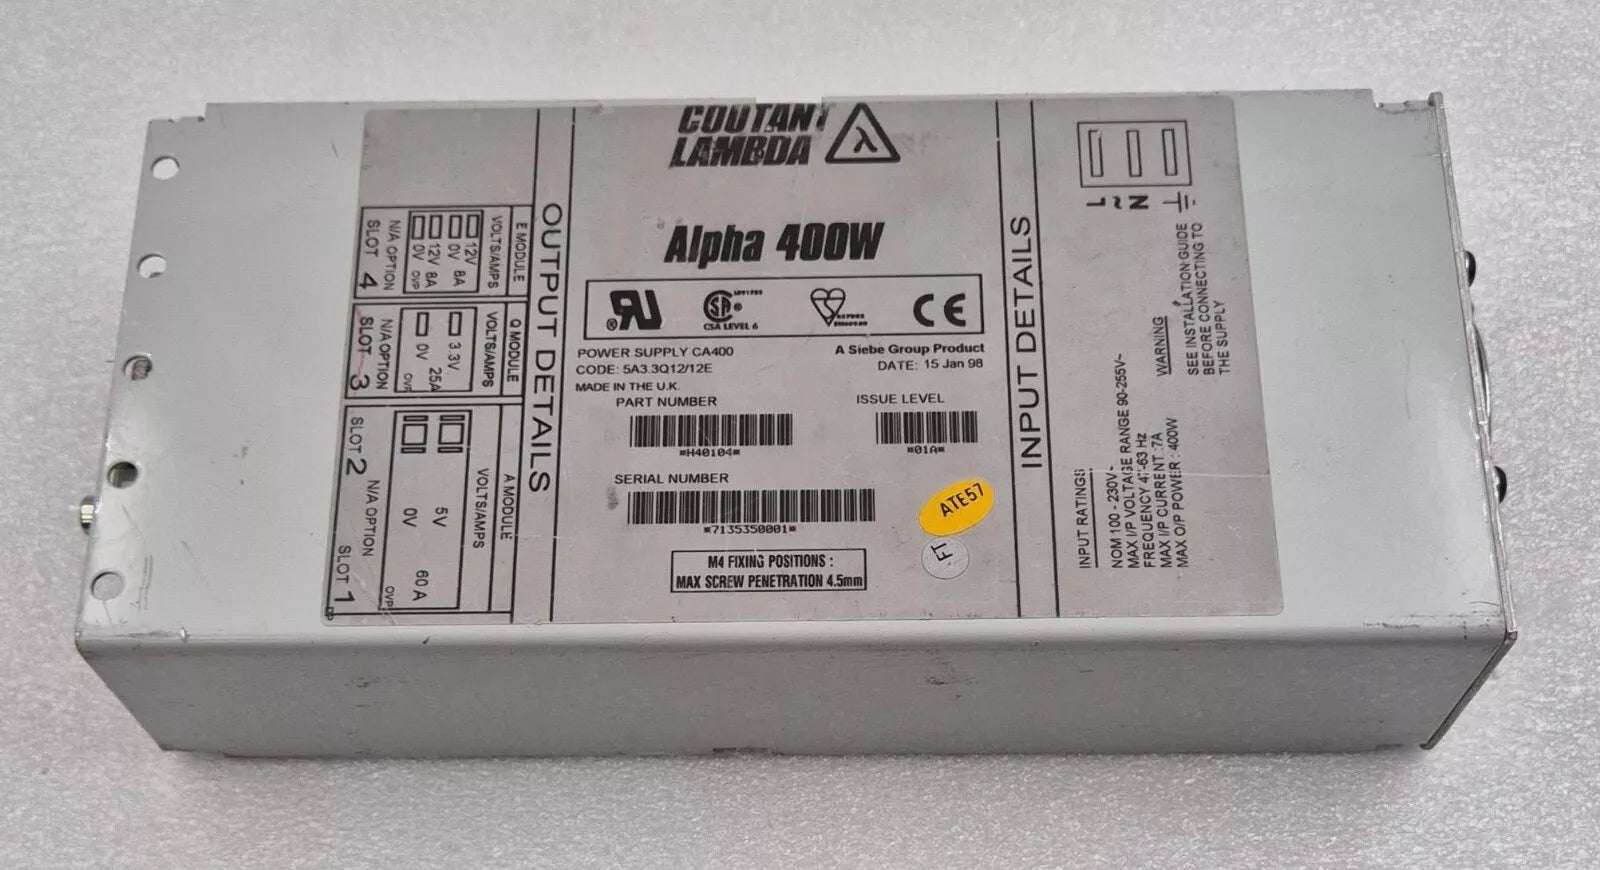 COUTANT
LAMBDA
λ
Alpha 400W
R
CSA LEVEL 6
CE
POWER SUPPLY CA400
CODE: 5A3.3Q12/12E
MADE IN THE U.K.
A Siebe Group Product
DATE: 15 Jan 98
PART NUMBER
*H40104*
ISSUE LEVEL
*01A*
SERIAL NUMBER
*7135350001*
M4 FIXING POSITIONS :
MAX SCREW PENETRATION 4.5mm
ATE57
FT
OUTPUT DETAILS
E MODULE
VOLTS/AMPS
12V 8A
0V
12V 8A
0V OVP
N/A OPTION
SLOT 4
Q MODULE
VOLTS/AMPS
3.3V 25A
0V OVP
N/A OPTION
SLOT 3
A MODULE
VOLTS/AMPS
5V 60A
0V
OVP
N/A OPTION
SLOT 2
SLOT 1
INPUT DETAILS
L ~ N
SEE INSTALLATION GUIDE
BEFORE CONNECTING TO
THE SUPPLY
WARNING
INPUT RATINGS
NOM 100 - 230V~
MAX I/P VOLTAGE RANGE 90-255V~
FREQUENCY 47-63 Hz
MAX I/P CURRENT :7A
MAX O/P POWER : 400W